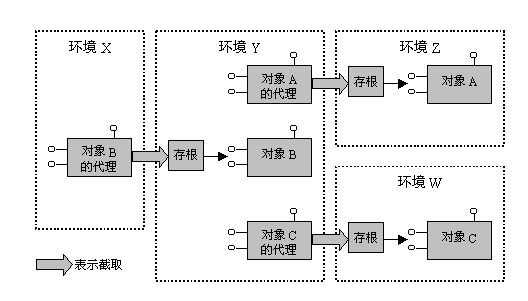 环境 X
环境 Y
环境 Z
对象 A
的代理
存根
对象 A
对象 B
的代理
存根
对象 B
环境 W
对象 C
的代理
存根
对象 C
表示截取